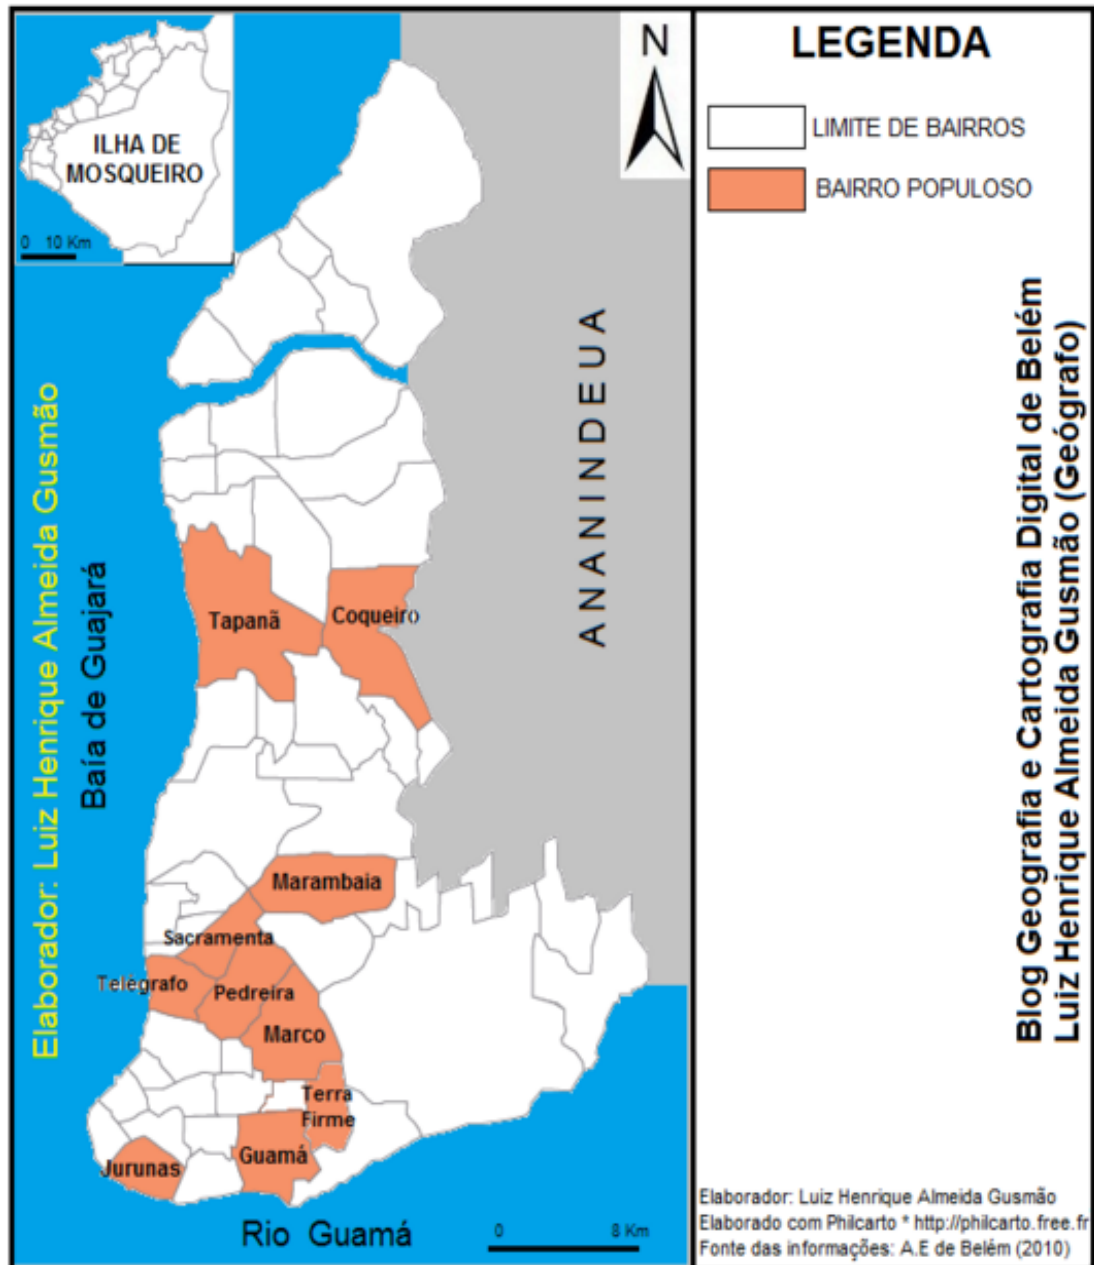 ILHA DE
MOSQUEIRO
0 10 Km
N
LEGENDA
LIMITE DE BAIRROS
BAIRRO POPULOSO
ANANINDEUA
Elaborador: Luiz Henrique Almeida Gusmão
Baía de Guajará
Tapanã
Coqueiro
Marambaia
Sacramenta
Telégrafo
Pedreira
Marco
Terra
Firme
Guamá
Jurunas
Rio Guamá
0 8 Km
Blog Geografia e Cartografia Digital de Belém
Luiz Henrique Almeida Gusmão (Geógrafo)
Elaborador: Luiz Henrique Almeida Gusmão
Elaborado com Philcarto * http://philcarto.free.fr
Fonte das informações: A.E de Belém (2010)